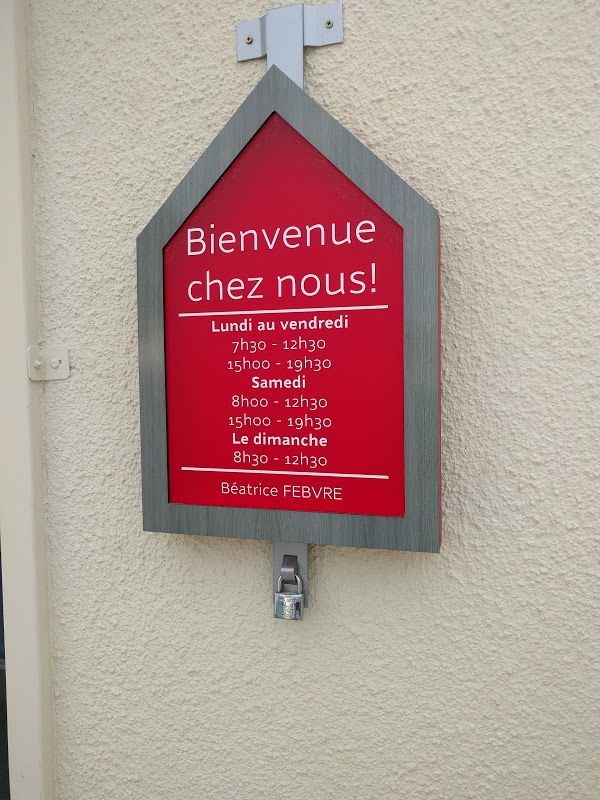 Bienvenue
chez nous!
Lundi au vendredi
7h30 - 12h30
15h00 - 19h30
Samedi
8h00 - 12h30
15h00 - 19h30
Le dimanche
8h30 - 12h30
Béatrice FEBVRE